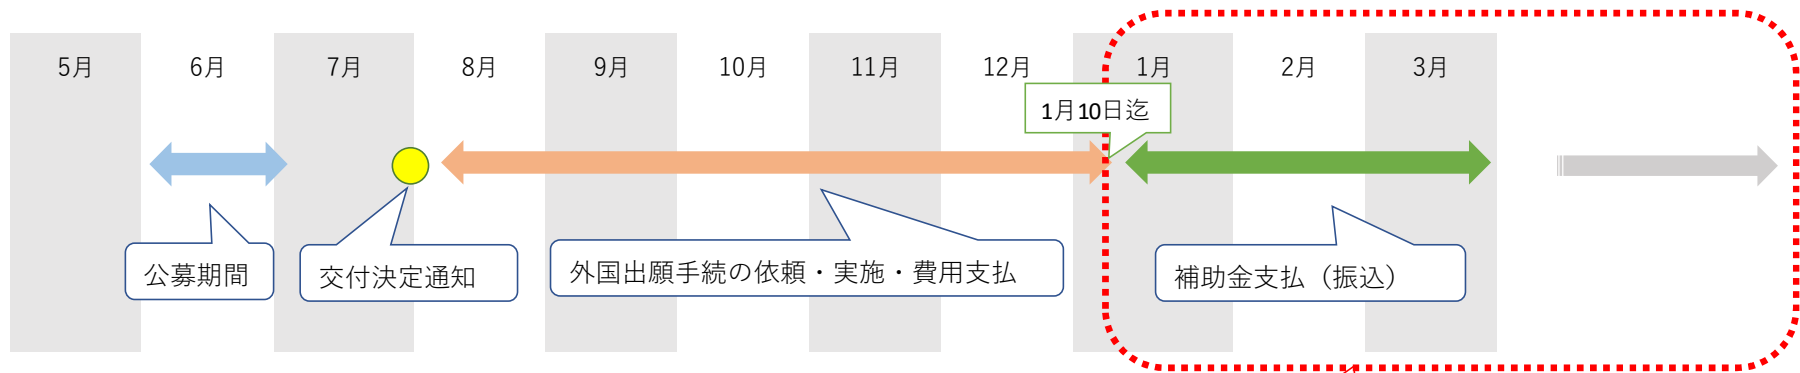 5月
6月
7月
8月
9月
10月
11月
12月
1月
2月
3月
1月10日迄
公募期間
交付決定通知
外国出願手続の依頼・実施・費用支払
補助金支払（振込）